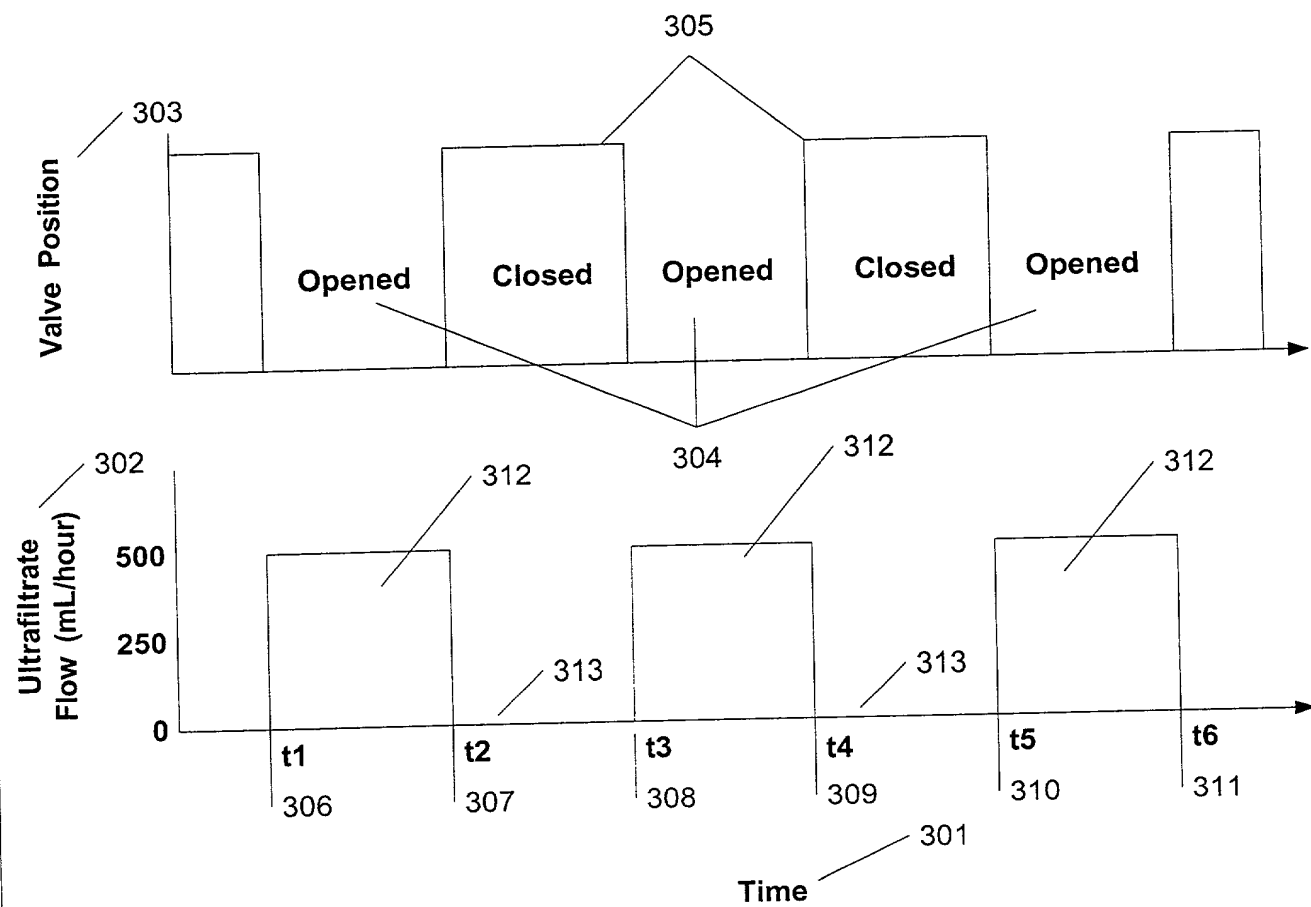 305
303
Valve Position
Opened
Closed
Opened
Closed
Opened
304
302
312
312
312
Ultrafiltrate
Flow (mL/hour)
500
250
0
313
313
t1
t2
t3
t4
t5
t6
306
307
308
309
310
311
301
Time